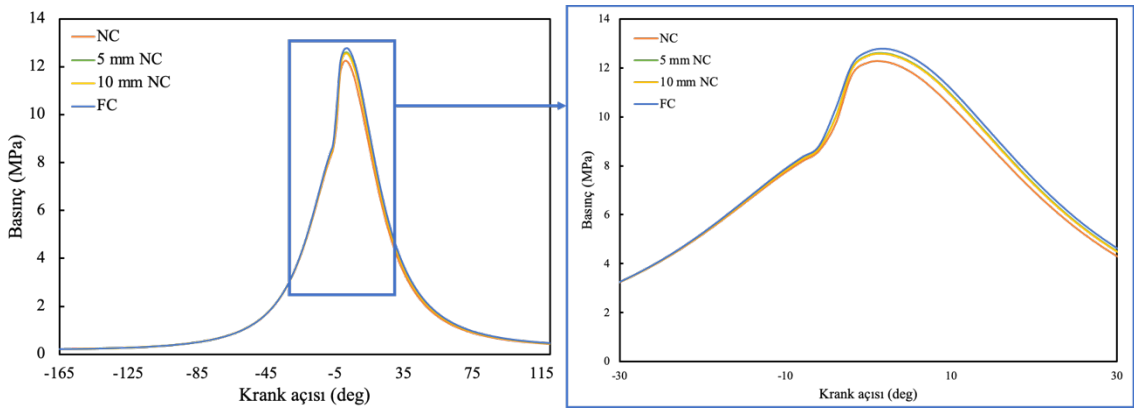 14
12
10
8
6
4
2
0
Basınç (MPa)
NC
5 mm NC
10 mm NC
FC
-165
-125
-85
-45
-5
35
75
115
Krank açısı (deg)
14
12
10
8
6
4
2
0
Basınç (MPa)
NC
5 mm NC
10 mm NC
FC
-30
-10
10
30
Krank açısı (deg)